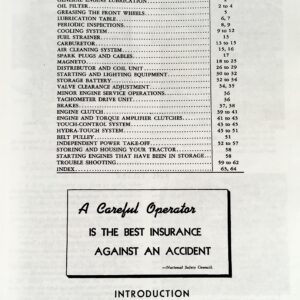 GENERAL ENGINE LUBRICATION
OIL FILTER 2 to 4
GREASING THE FRONT WHEELS 5
LUBRICATION TABLE 6, 7
PERIODIC INSPECTIONS 8, 9
COOLING SYSTEM 9 to 12
FUEL STRAINER 13
CARBURETOR 13 to 15
AIR CLEANING SYSTEM 15, 16
SPARK PLUGS AND CABLES 17
MAGNETO 18 to 25
DISTRIBUTOR AND COIL UNIT 26 to 29
STARTING AND LIGHTING EQUIPMENT 30 to 32
STORAGE BATTERY 32 to 34
VALVE CLEARANCE ADJUSTMENT 34, 35
MINOR ENGINE SERVICE OPERATIONS 36
TACHOMETER DRIVE UNIT 36
BRAKES 37, 38
ENGINE CLUTCH 39 to 41
ENGINE AND TORQUE AMPLIFIER CLUTCHES 41 to 43
TOUCH-CONTROL SYSTEM 43 to 45
HYDRA-TOUCH SYSTEM 45 to 51
BELT PULLEY 51
INDEPENDENT POWER TAKE-OFF 52 to 57
STORING AND HOUSING YOUR TRACTOR 58
STARTING ENGINES THAT HAVE BEEN IN STORAGE 58
TROUBLE SHOOTING 59 to 62
INDEX 63, 64
A Careful Operator
IS THE BEST INSURANCE
AGAINST AN ACCIDENT
—National Safety Council.
INTRODUCTION